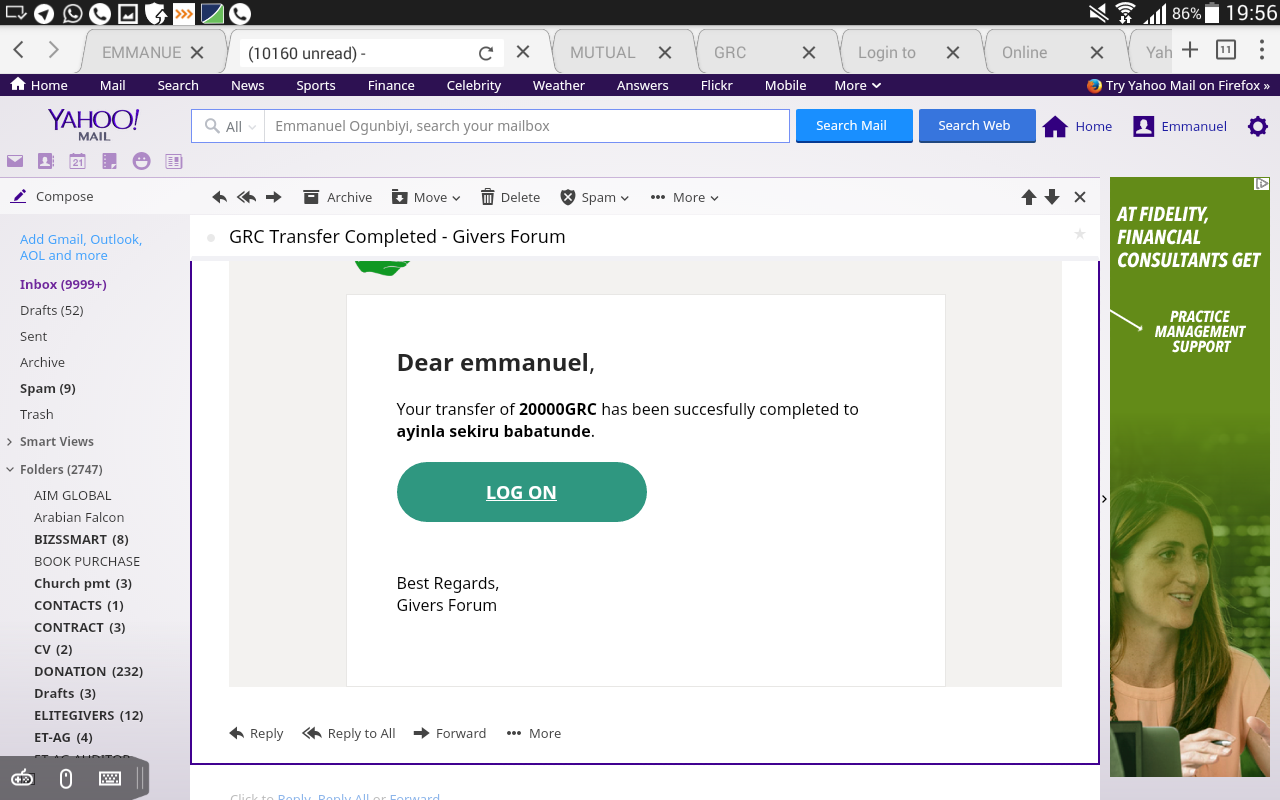 86% 19:56
EMMANUE
(10160 unread) -
MUTUAL
GRC
Login to
Online
Yah
11
Home Mail Search News Sports Finance Celebrity Weather Answers Flickr Mobile More Try Yahoo Mail on Firefox »
YAHOO!
MAIL
All
Emmanuel Ogunbiyi, search your mailbox
Search Mail
Search Web
Home
Emmanuel
21
Compose
Archive Move Delete Spam More
Add Gmail, Outlook,
AOL and more
Inbox (9999+)
Drafts (52)
Sent
Archive
Spam (9)
Trash
Smart Views
Folders (2747)
AIM GLOBAL
Arabian Falcon
BIZSSMART (8)
BOOK PURCHASE
Church pmt (3)
CONTACTS (1)
CONTRACT (3)
CV (2)
DONATION (232)
Drafts (3)
ELITEGIVERS (12)
ET-AG (4)
ET-AG AUDITOR
GRC Transfer Completed - Givers Forum
Dear emmanuel,
Your transfer of 20000GRC has been succesfully completed to
ayinla sekiru babatunde.
LOG ON
Best Regards,
Givers Forum
Reply Reply to All Forward More
Click to Reply, Reply All or Forward
AT FIDELITY,
FINANCIAL
CONSULTANTS GET
PRACTICE
MANAGEMENT
SUPPORT